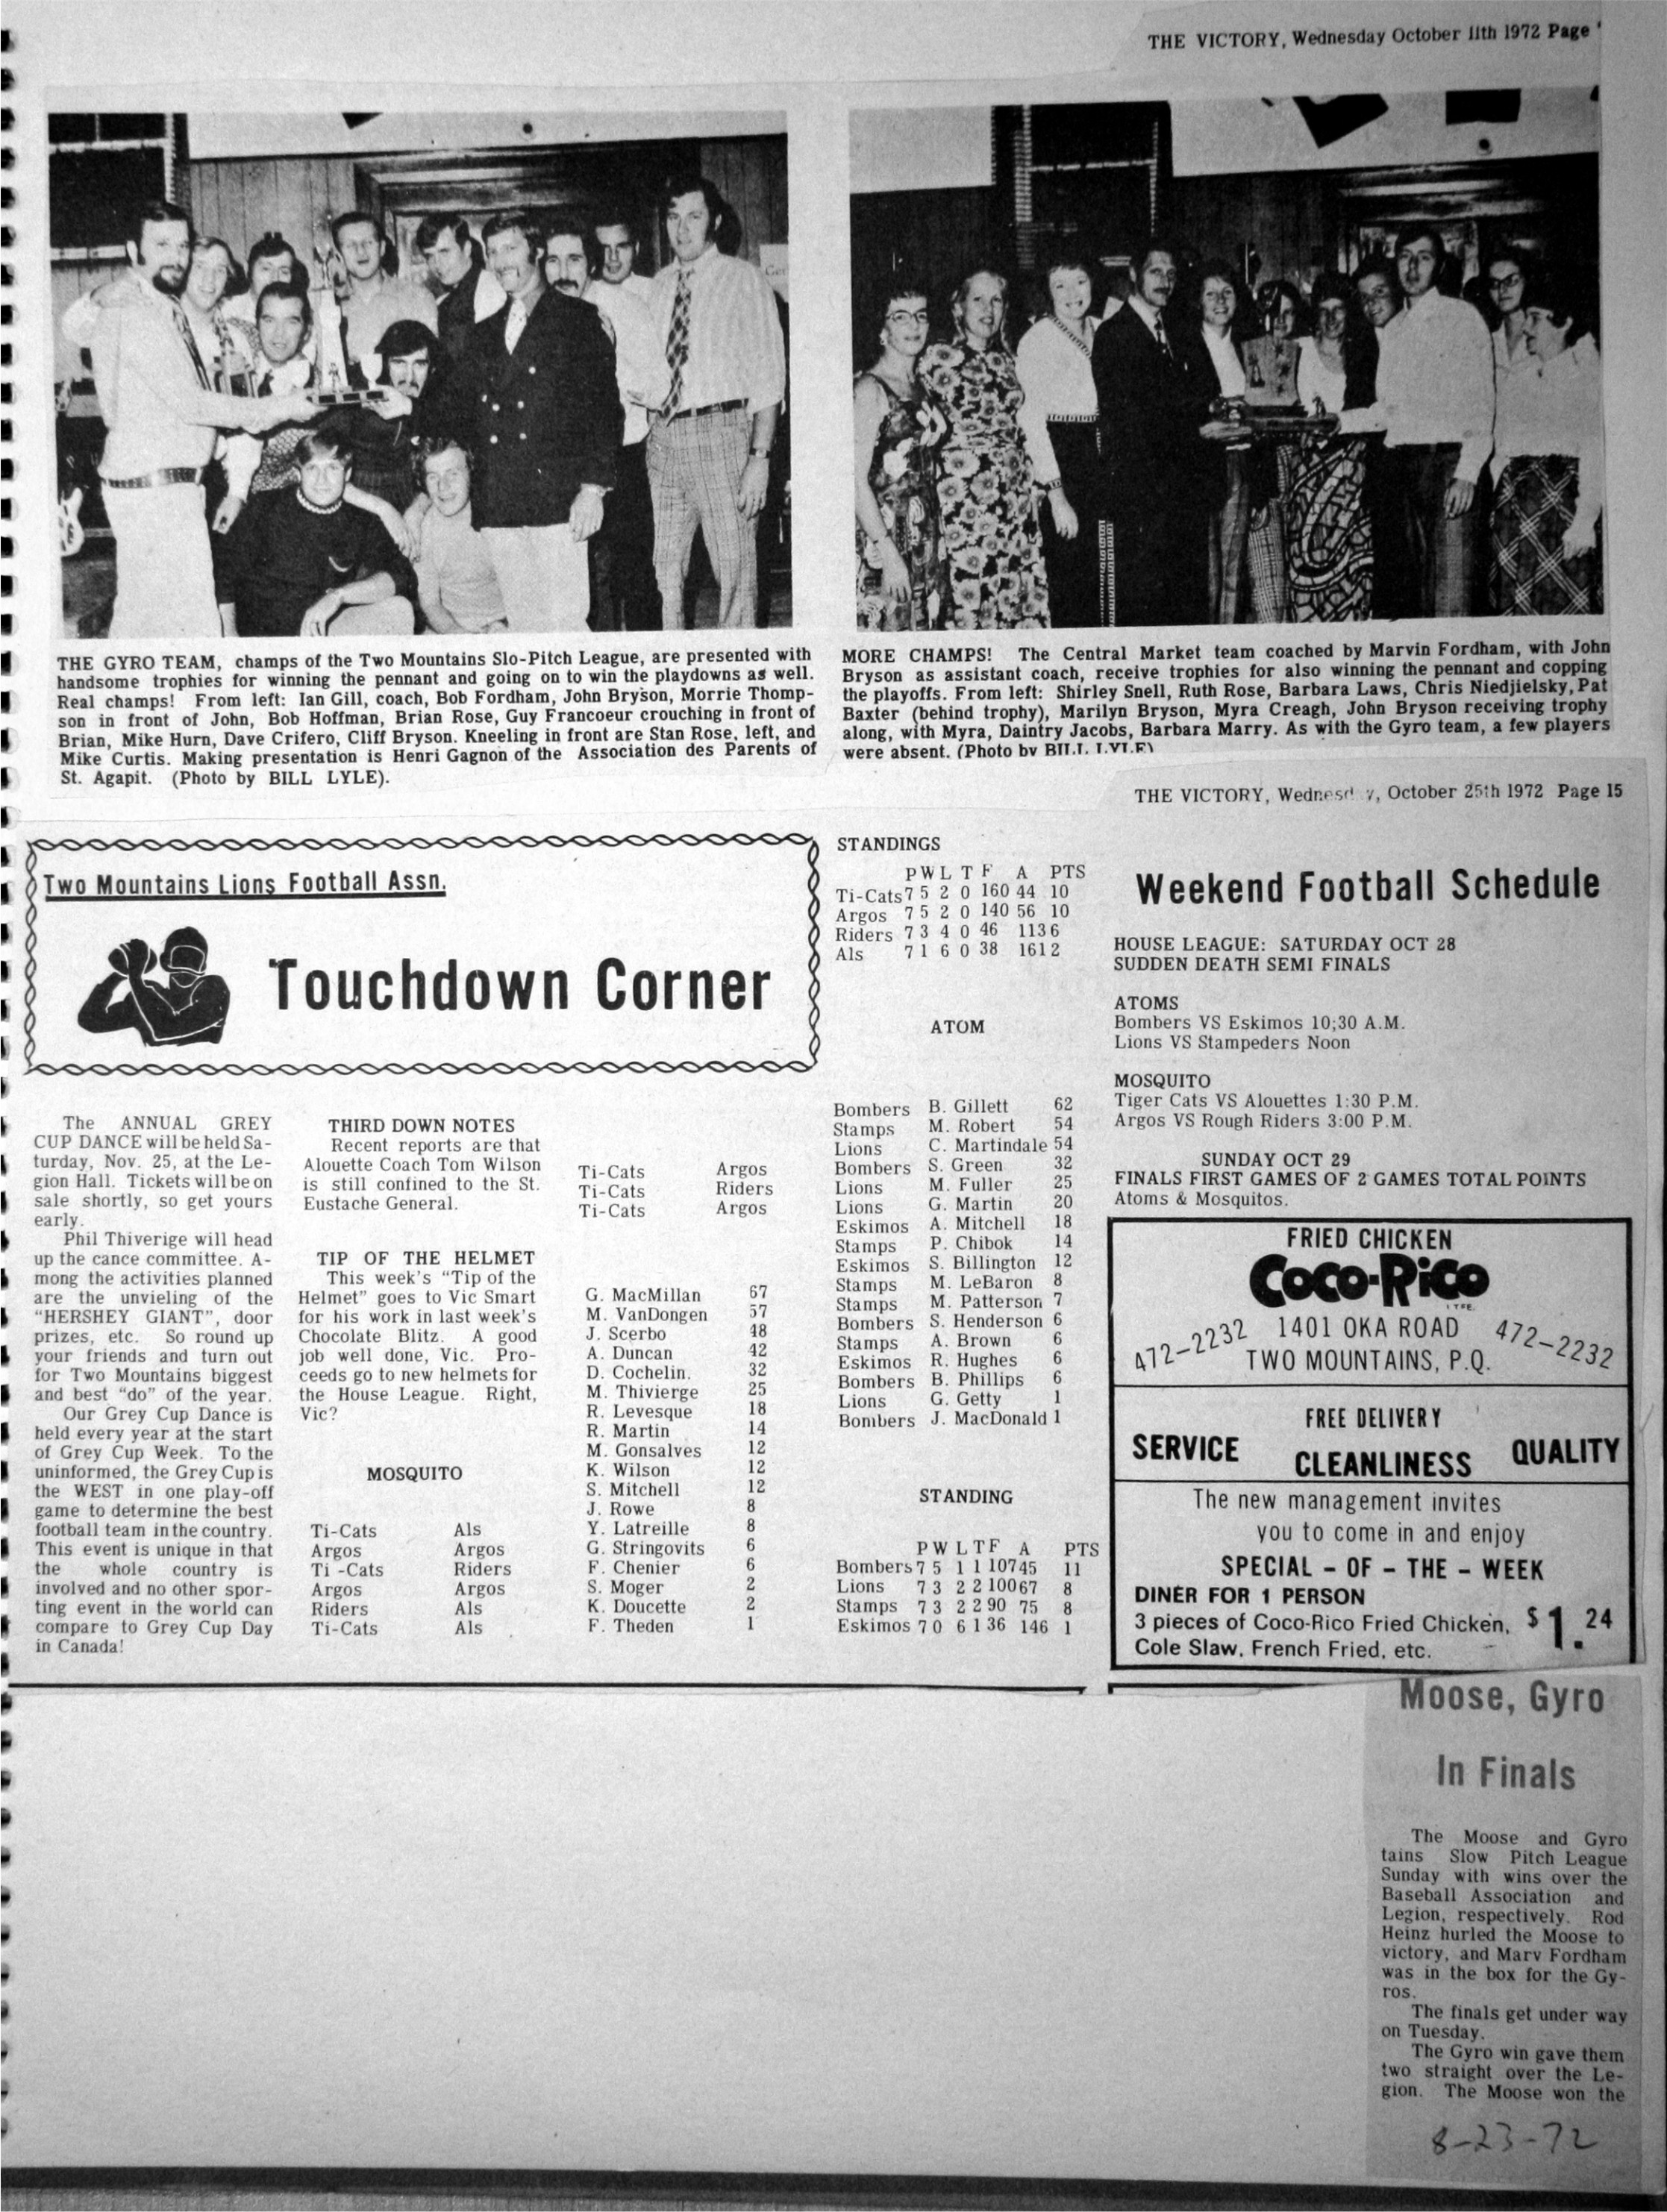 THE VICTORY, Wednesday October 11th 1972 Page
THE GYRO TEAM, champs of the Two Mountains Slo-Pitch League, are presented with
handsome trophies for winning the pennant and going on to win the playdowns as well.
Real champs! From left: Ian Gill, coach, Bob Fordham, John Bryson, Morrie Thomp-
son in front of John, Bob Hoffman, Brian Rose, Guy Francoeur crouching in front of
Brian, Mike Hurn, Dave Crifero, Cliff Bryson. Kneeling in front are Stan Rose, left, and
Mike Curtis. Making presentation is Henri Gagnon of the Association des Parents of
St. Agapit. (Photo by BILL LYLE).
MORE CHAMPS! The Central Market team coached by Marvin Fordham, with John
Bryson as assistant coach, receive trophies for also winning the pennant and copping
the playoffs. From left: Shirley Snell, Ruth Rose, Barbara Laws, Chris Niedjielsky, Pat
Baxter (behind trophy), Marilyn Bryson, Myra Creagh, John Bryson receiving trophy
along, with Myra, Daintry Jacobs, Barbara Marry. As with the Gyro team, a few players
were absent. (Photo by BILL LYLE)
THE VICTORY, Wednesd y, October 25th 1972 Page 15
Two Mountains Lions Football Assn.
Touchdown Corner
The ANNUAL GREY
CUP DANCE will be held Sa-
turday, Nov. 25, at the Le-
gion Hall. Tickets will be on
sale shortly, so get yours
early.
Phil Thiverige will head
up the cance committee. A-
mong the activities planned
are the unvieling of the
"HERSHEY GIANT", door
prizes, etc. So round up
your friends and turn out
for Two Mountains biggest
and best "do" of the year.
Our Grey Cup Dance is
held every year at the start
of Grey Cup Week. To the
uninformed, the Grey Cup is
the WEST in one play-off
game to determine the best
football team in the country.
This event is unique in that
the whole country is
involved and no other spor-
ting event in the world can
compare to Grey Cup Day
in Canada!
THIRD DOWN NOTES
Recent reports are that
Alouette Coach Tom Wilson
is still confined to the St.
Eustache General.
TIP OF THE HELMET
This week's "Tip of the
Helmet" goes to Vic Smart
for his work in last week's
Chocolate Blitz. A good
job well done, Vic. Pro-
ceeds go to new helmets for
the House League. Right,
Vic?
MOSQUITO
Ti-Cats Als
Argos Argos
Ti -Cats Riders
Argos Argos
Riders Als
Ti-Cats Als
Ti-Cats Argos
Ti-Cats Riders
Ti-Cats Argos
G. MacMillan 67
M. VanDongen 57
J. Scerbo 48
A. Duncan 42
D. Cochelin. 32
M. Thivierge 25
R. Levesque 18
R. Martin 14
M. Gonsalves 12
K. Wilson 12
S. Mitchell 12
J. Rowe 8
Y. Latreille 8
G. Stringovits 6
F. Chenier 6
S. Moger 2
K. Doucette 2
F. Theden 1
STANDINGS
P W L T F A PTS
Ti-Cats 7 5 2 0 160 44 10
Argos 7 5 2 0 140 56 10
Riders 7 3 4 0 46 113 6
Als 7 1 6 0 38 161 2
ATOM
Bombers B. Gillett 62
Stamps M. Robert 54
Lions C. Martindale 54
Bombers S. Green 32
Lions M. Fuller 25
Lions G. Martin 20
Eskimos A. Mitchell 18
Stamps P. Chibok 14
Eskimos S. Billington 12
Stamps M. LeBaron 8
Stamps M. Patterson 7
Bombers S. Henderson 6
Stamps A. Brown 6
Eskimos R. Hughes 6
Bombers B. Phillips 6
Lions G. Getty 1
Bombers J. MacDonald 1
STANDING
P W L T F A PTS
Bombers 7 5 1 1 107 45 11
Lions 7 3 2 2 100 67 8
Stamps 7 3 2 2 90 75 8
Eskimos 7 0 6 1 36 146 1
Weekend Football Schedule
HOUSE LEAGUE: SATURDAY OCT 28
SUDDEN DEATH SEMI FINALS
ATOMS
Bombers VS Eskimos 10;30 A.M.
Lions VS Stampeders Noon
MOSQUITO
Tiger Cats VS Alouettes 1:30 P.M.
Argos VS Rough Riders 3:00 P.M.
SUNDAY OCT 29
FINALS FIRST GAMES OF 2 GAMES TOTAL POINTS
Atoms & Mosquitos.
FRIED CHICKEN
Coco-Rico
LTEE.
472-2232 1401 OKA ROAD 472-2232
TWO MOUNTAINS, P.Q.
FREE DELIVERY
SERVICE CLEANLINESS QUALITY
The new management invites
you to come in and enjoy
SPECIAL - OF - THE - WEEK
DINER FOR 1 PERSON
3 pieces of Coco-Rico Fried Chicken, $1.24
Cole Slaw, French Fried, etc.
Moose, Gyro
In Finals
The Moose and Gyro
tains Slow Pitch League
Sunday with wins over the
Baseball Association and
Legion, respectively. Rod
Heinz hurled the Moose to
victory, and Marv Fordham
was in the box for the Gy-
ros.
The finals get under way
on Tuesday.
The Gyro win gave them
two straight over the Le-
gion. The Moose won the
8-23-72